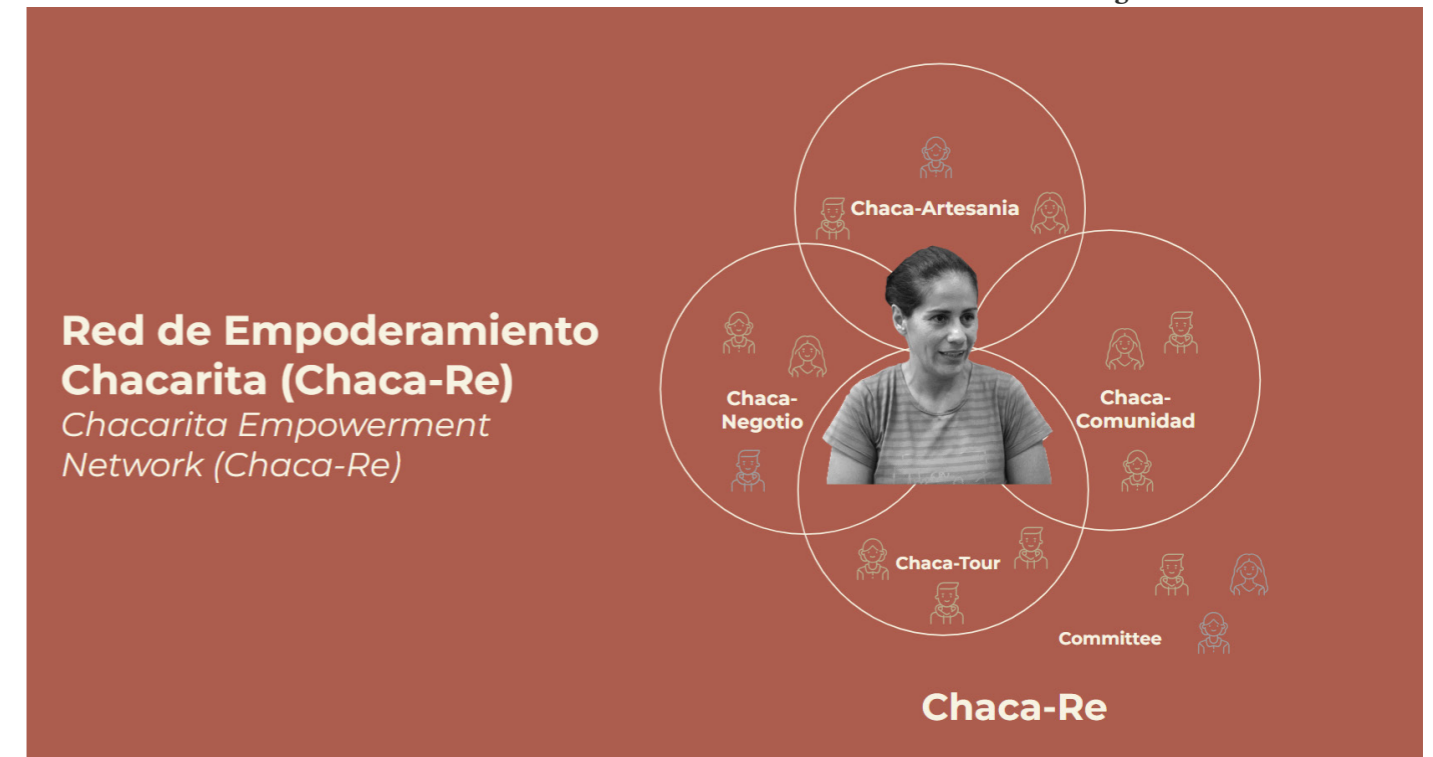 Red de Empoderamiento
Chacarita (Chaca-Re)
Chacarita Empowerment
Network (Chaca-Re)
Chaca-Artesania
Chaca-
Negotio
Chaca-
Comunidad
Chaca-Tour
Committee
Chaca-Re